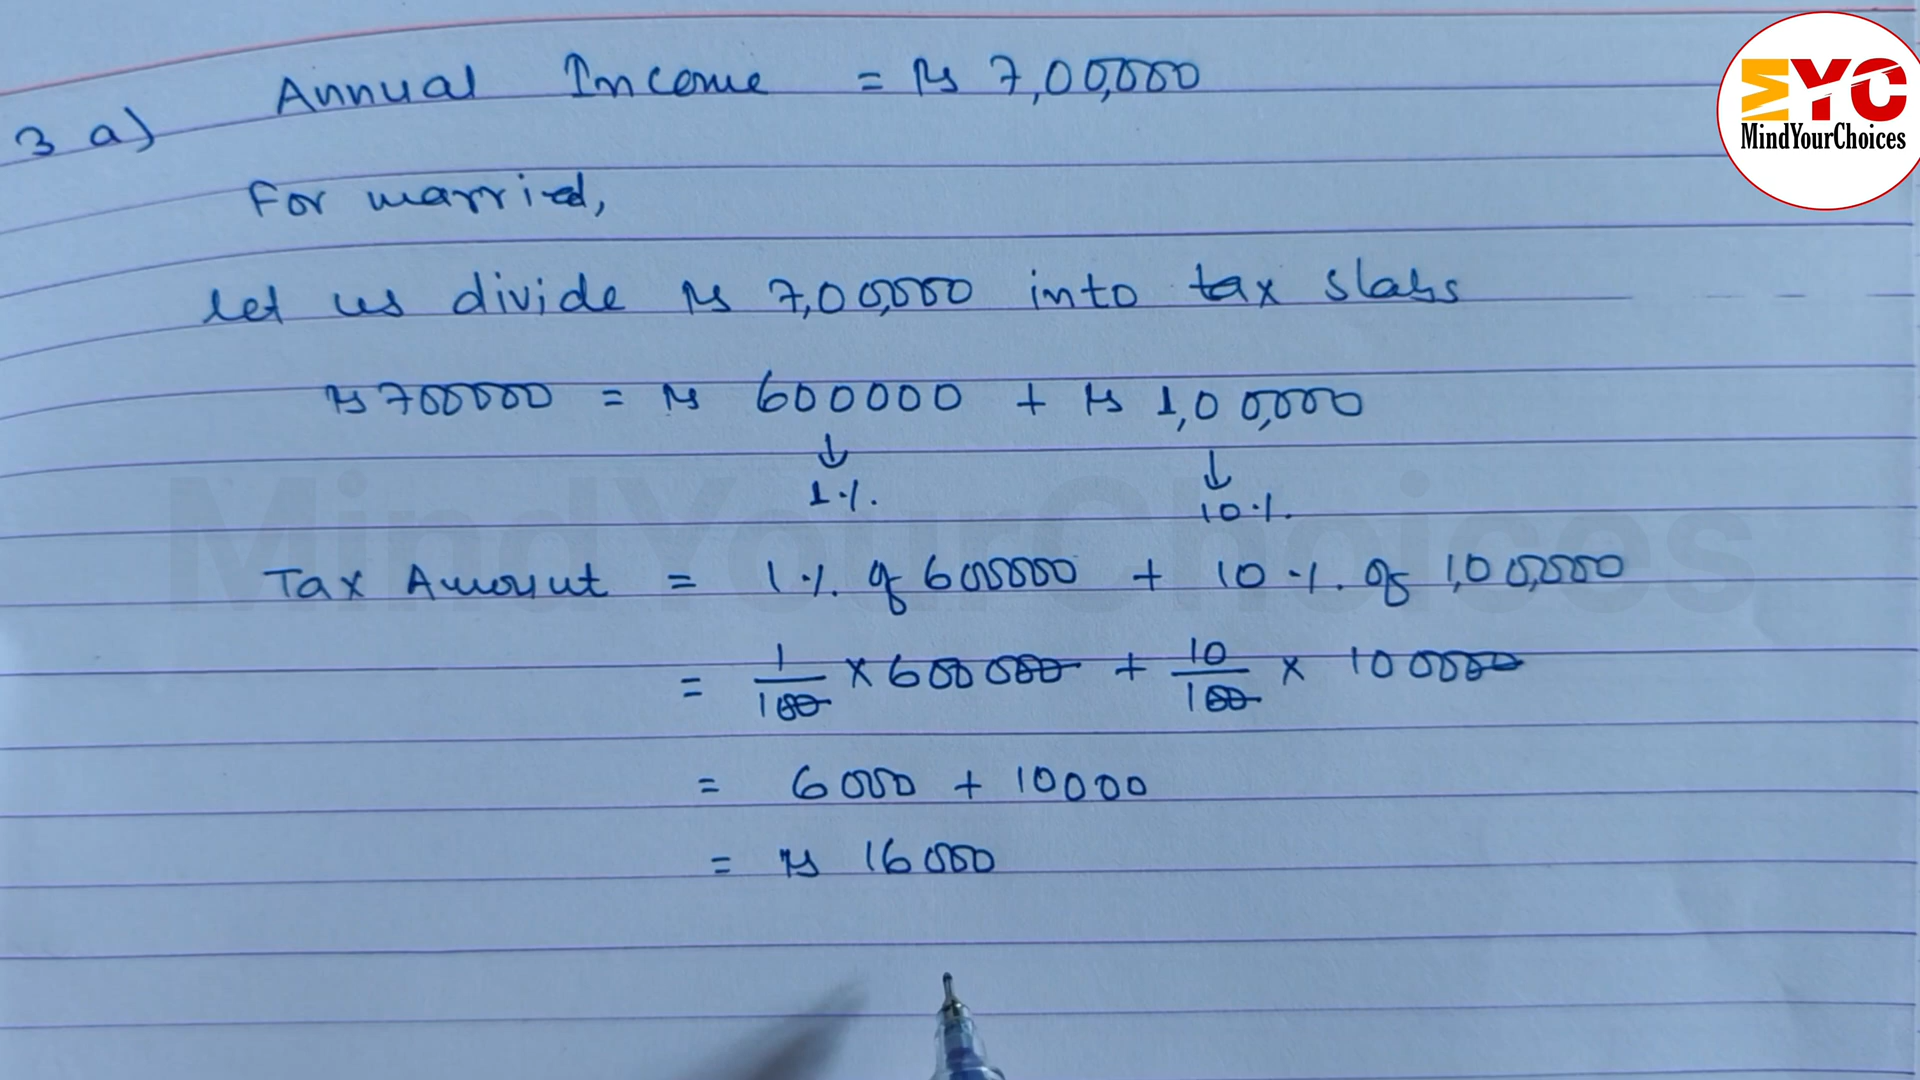 MYC
MindYourChoices
3 a) Annual Income = Rs 7,00,000
For married,
let us divide Rs 7,00,000 into tax slabs
Rs 700000 = Rs 600000 + Rs 1,00,000
↓ ↓
1% 10%
Tax Amount = 1% of 600000 + 10% of 1,00,000
= 1/100 × 600000 + 10/100 × 100000
= 6000 + 10000
= Rs 16000
MindYourChoices